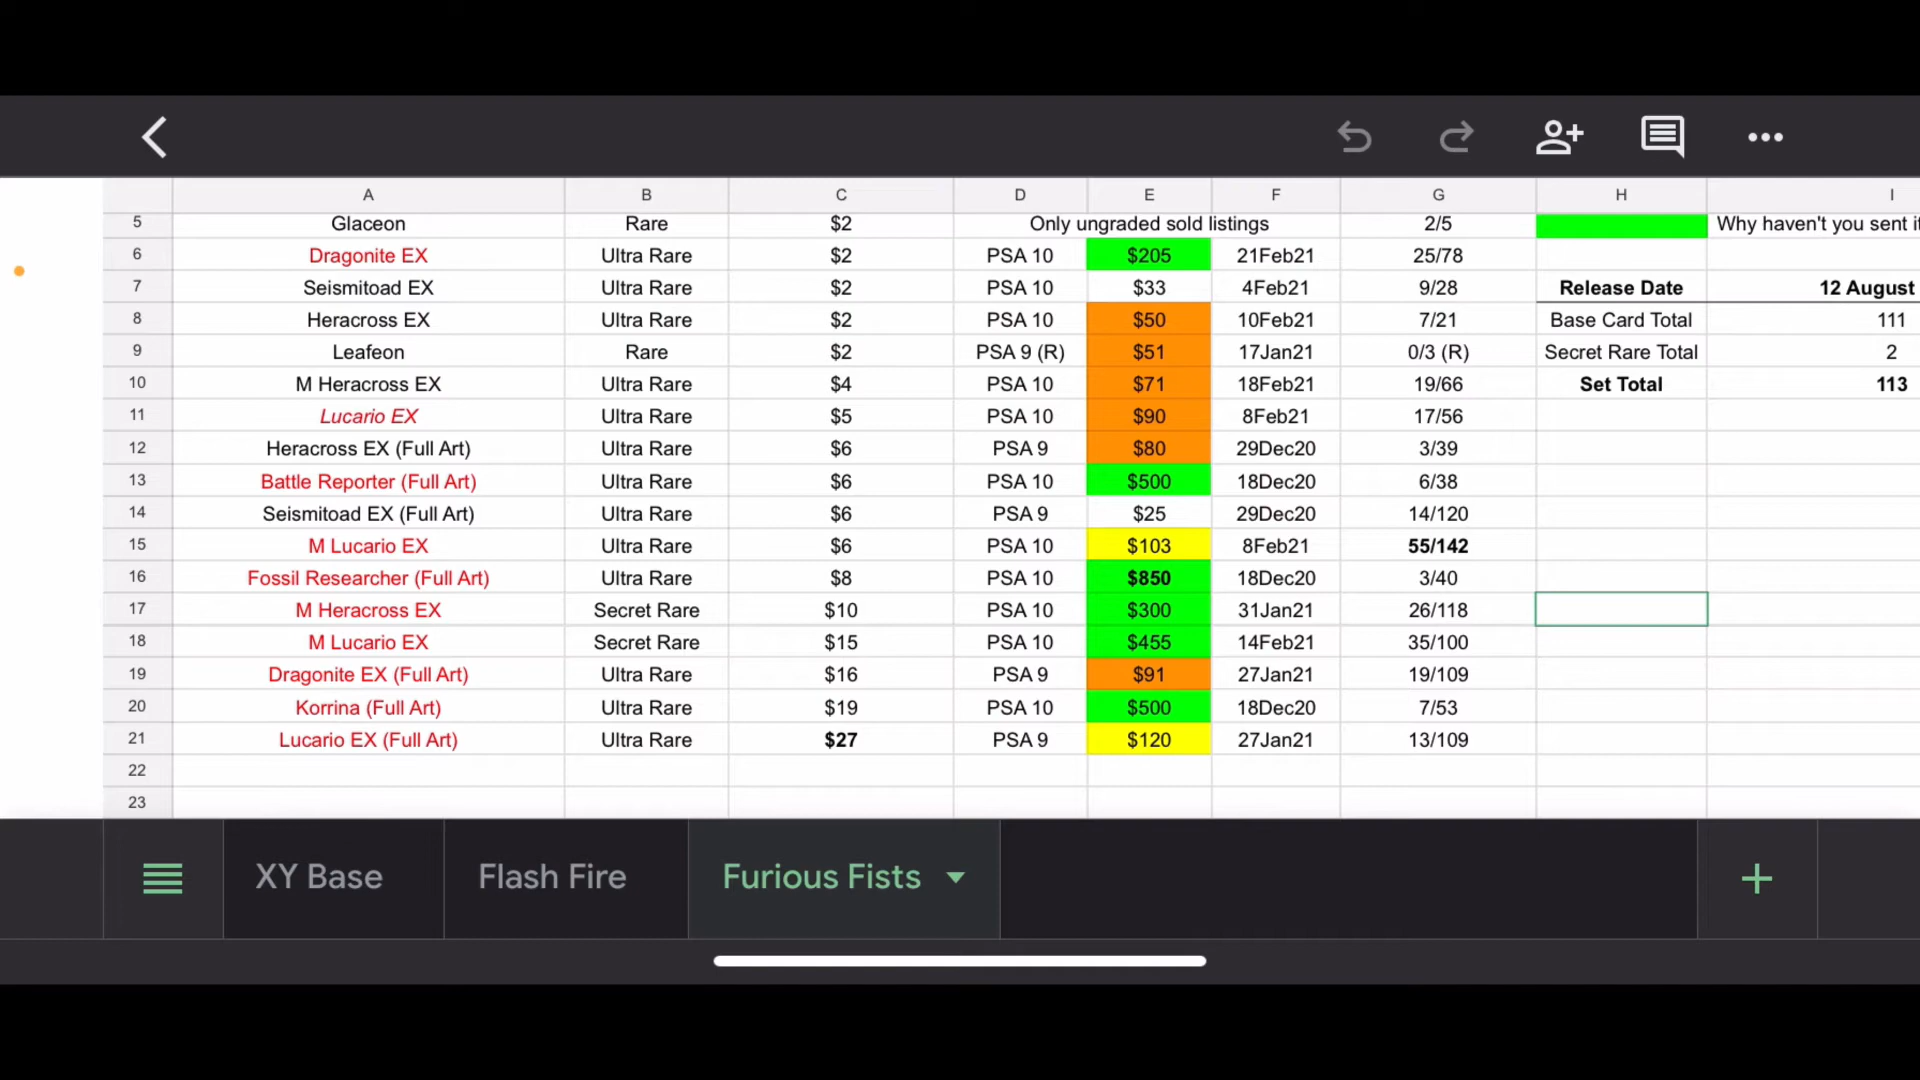 A B C D E F G H I
5 Glaceon Rare $2 Only ungraded sold listings 2/5 Why haven't you sent it
6 Dragonite EX Ultra Rare $2 PSA 10 $205 21Feb21 25/78
7 Seismitoad EX Ultra Rare $2 PSA 10 $33 4Feb21 9/28 Release Date 12 August
8 Heracross EX Ultra Rare $2 PSA 10 $50 10Feb21 7/21 Base Card Total 111
9 Leafeon Rare $2 PSA 9 (R) $51 17Jan21 0/3 (R) Secret Rare Total 2
10 M Heracross EX Ultra Rare $4 PSA 10 $71 18Feb21 19/66 Set Total 113
11 Lucario EX Ultra Rare $5 PSA 10 $90 8Feb21 17/56
12 Heracross EX (Full Art) Ultra Rare $6 PSA 9 $80 29Dec20 3/39
13 Battle Reporter (Full Art) Ultra Rare $6 PSA 10 $500 18Dec20 6/38
14 Seismitoad EX (Full Art) Ultra Rare $6 PSA 9 $25 29Dec20 14/120
15 M Lucario EX Ultra Rare $6 PSA 10 $103 8Feb21 55/142
16 Fossil Researcher (Full Art) Ultra Rare $8 PSA 10 $850 18Dec20 3/40
17 M Heracross EX Secret Rare $10 PSA 10 $300 31Jan21 26/118
18 M Lucario EX Secret Rare $15 PSA 10 $455 14Feb21 35/100
19 Dragonite EX (Full Art) Ultra Rare $16 PSA 9 $91 27Jan21 19/109
20 Korrina (Full Art) Ultra Rare $19 PSA 10 $500 18Dec20 7/53
21 Lucario EX (Full Art) Ultra Rare $27 PSA 9 $120 27Jan21 13/109
22
23
XY Base Flash Fire Furious Fists